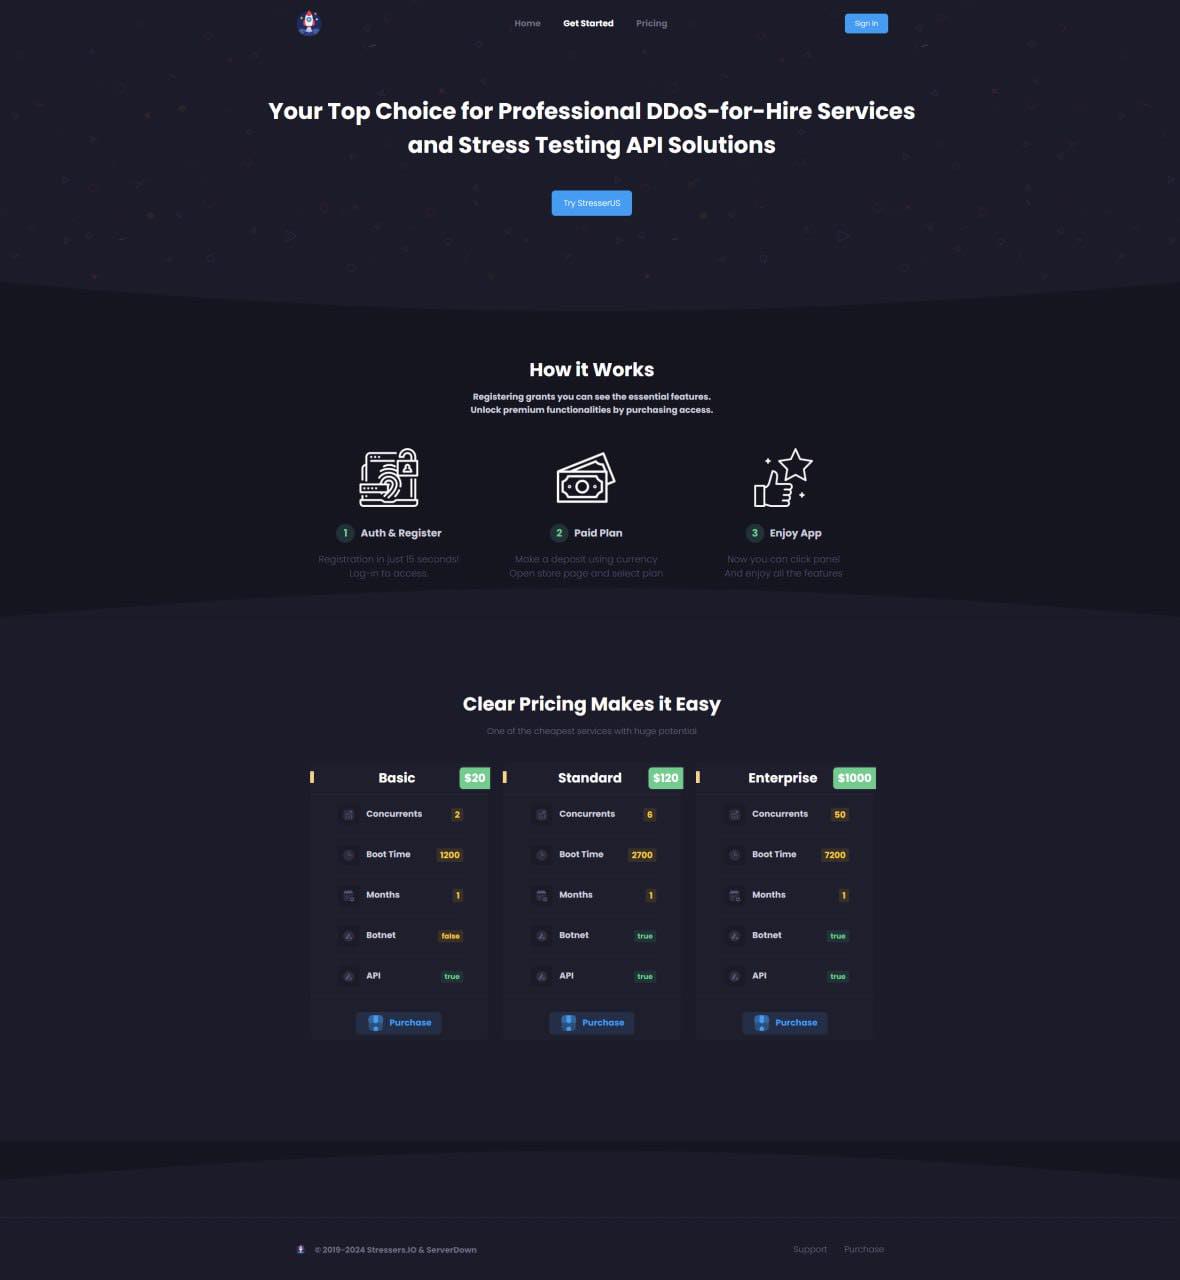 Home Get Started Pricing Sign in
Your Top Choice for Professional DDoS-for-Hire Services
and Stress Testing API Solutions
Try StresserUS
How it Works
Registering grants you can see the essential features.
Unlock premium functionalities by purchasing access.
1 Auth & Register
Registration in just 15 seconds!
Log-in to access.
2 Paid Plan
Make a deposit using currency
Open store page and select plan
3 Enjoy App
Now you can click panel
And enjoy all the features
Clear Pricing Makes it Easy
One of the cheapest services with huge potential
Basic $20
Concurrents 2
Boot Time 1200
Months 1
Botnet false
API true
Purchase
Standard $120
Concurrents 6
Boot Time 2700
Months 1
Botnet true
API true
Purchase
Enterprise $1000
Concurrents 50
Boot Time 7200
Months 1
Botnet true
API true
Purchase
© 2019-2024 Stressers.IO & ServerDown Support Purchase